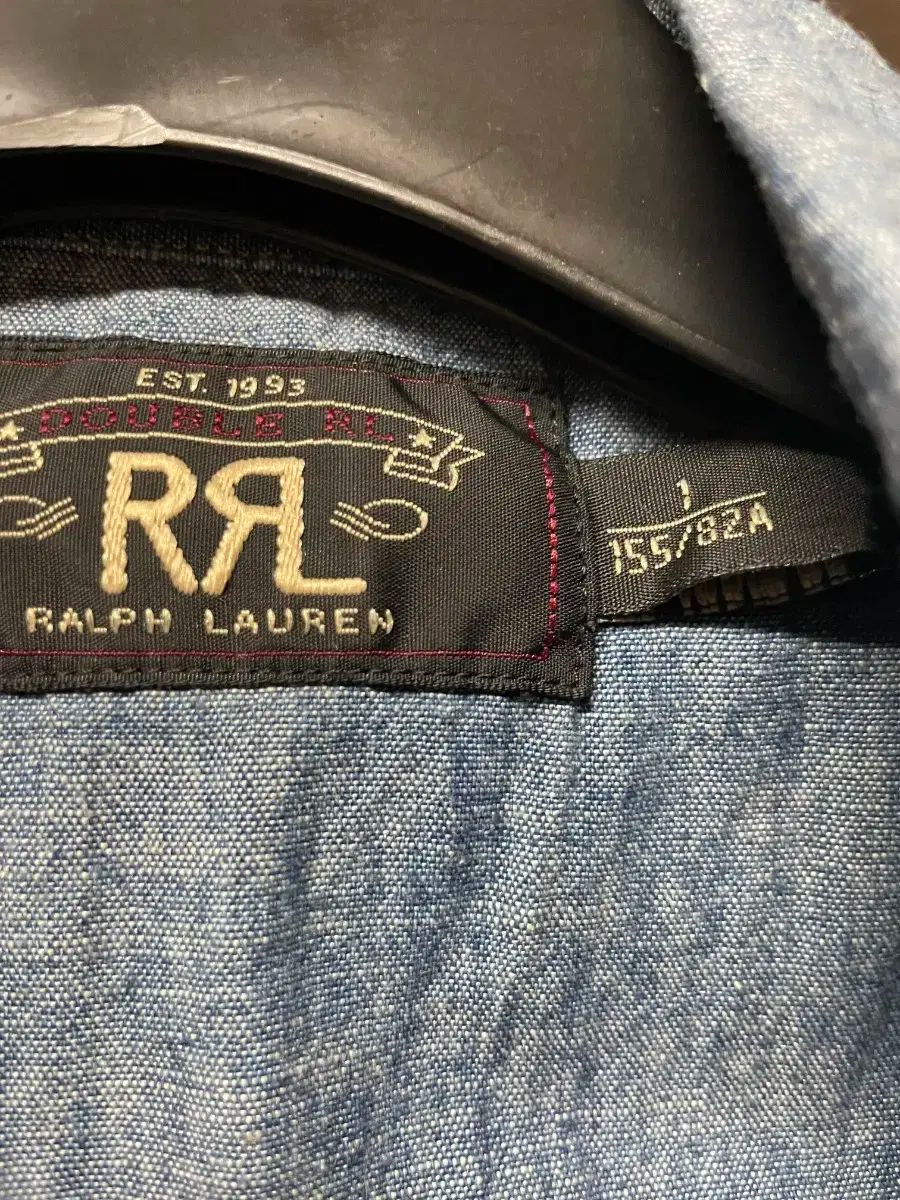 EST. 1993
DOUBLE RL
RRL
RALPH LAUREN
1
155/82A